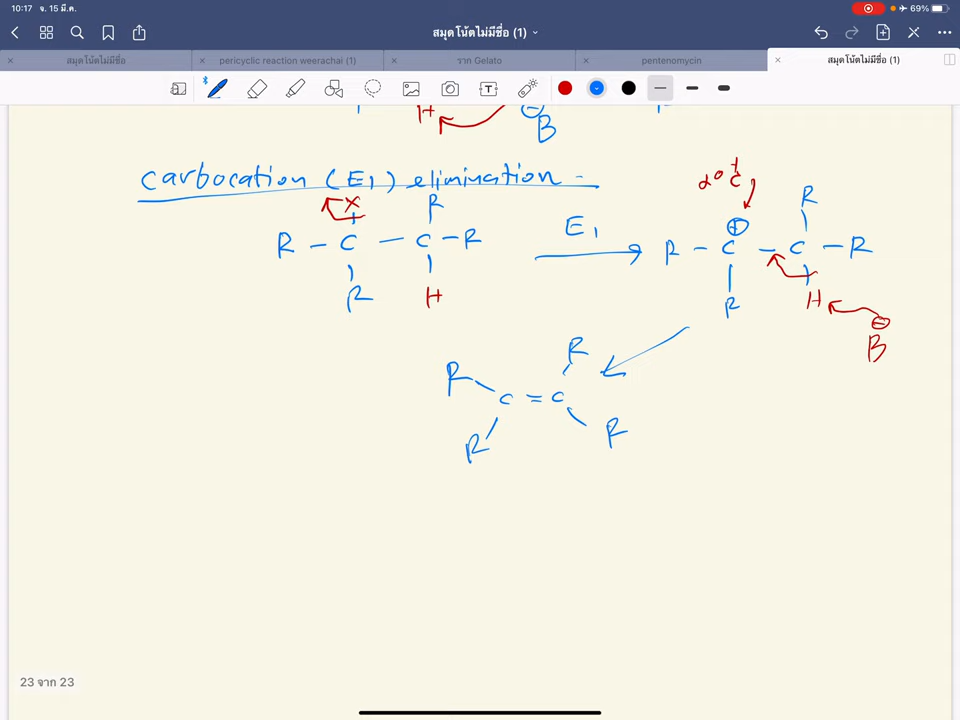 10:17 จ. 15 มี.ค. 69%
สมุดโน้ตไม่มีชื่อ (1)
สมุดโน้ตไม่มีชื่อ pericyclic reaction weerachai (1) ราก Gelato pentenomycin สมุดโน้ตไม่มีชื่อ (1)
H ⊖ B
carbocation (E1) elimination
X R 2° C+ R
R - C - C - R E1 R - C⊕ - C - R
R H R H ⊖ B
R R
C = C
R R
23 จาก 23